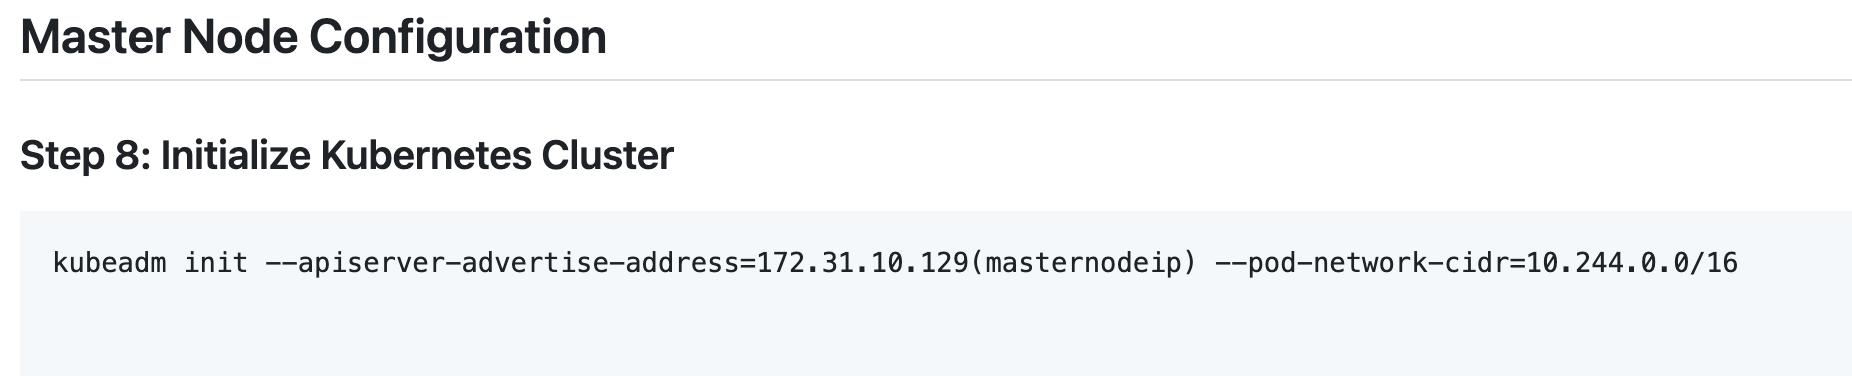 Master Node Configuration
Step 8: Initialize Kubernetes Cluster
kubeadm init --apiserver-advertise-address=172.31.10.129(masternodeip) --pod-network-cidr=10.244.0.0/16